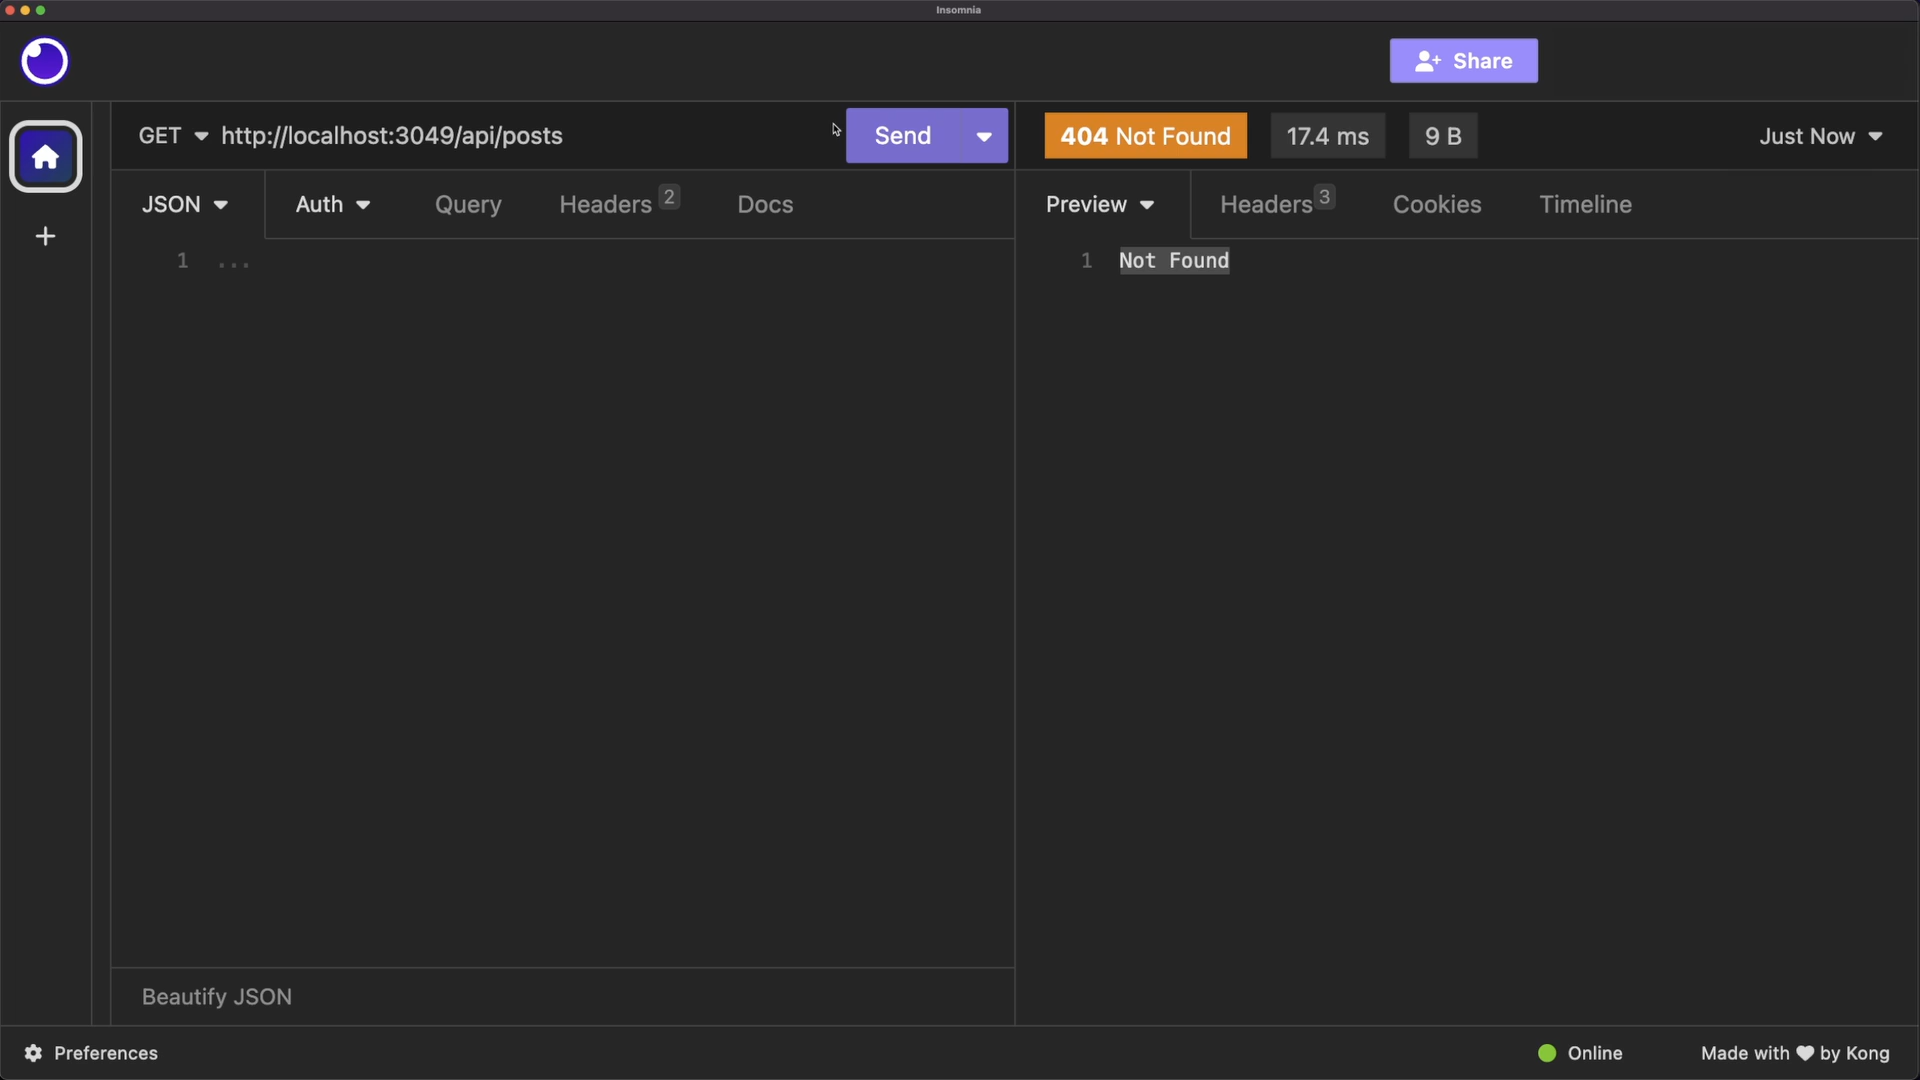 Insomnia
Share
GET http://localhost:3049/api/posts
Send
404 Not Found
17.4 ms
9 B
Just Now
JSON
Auth
Query
Headers 2
Docs
Preview
Headers 3
Cookies
Timeline
1 ...
1 Not Found
Beautify JSON
Preferences
Online
Made with ♥ by Kong